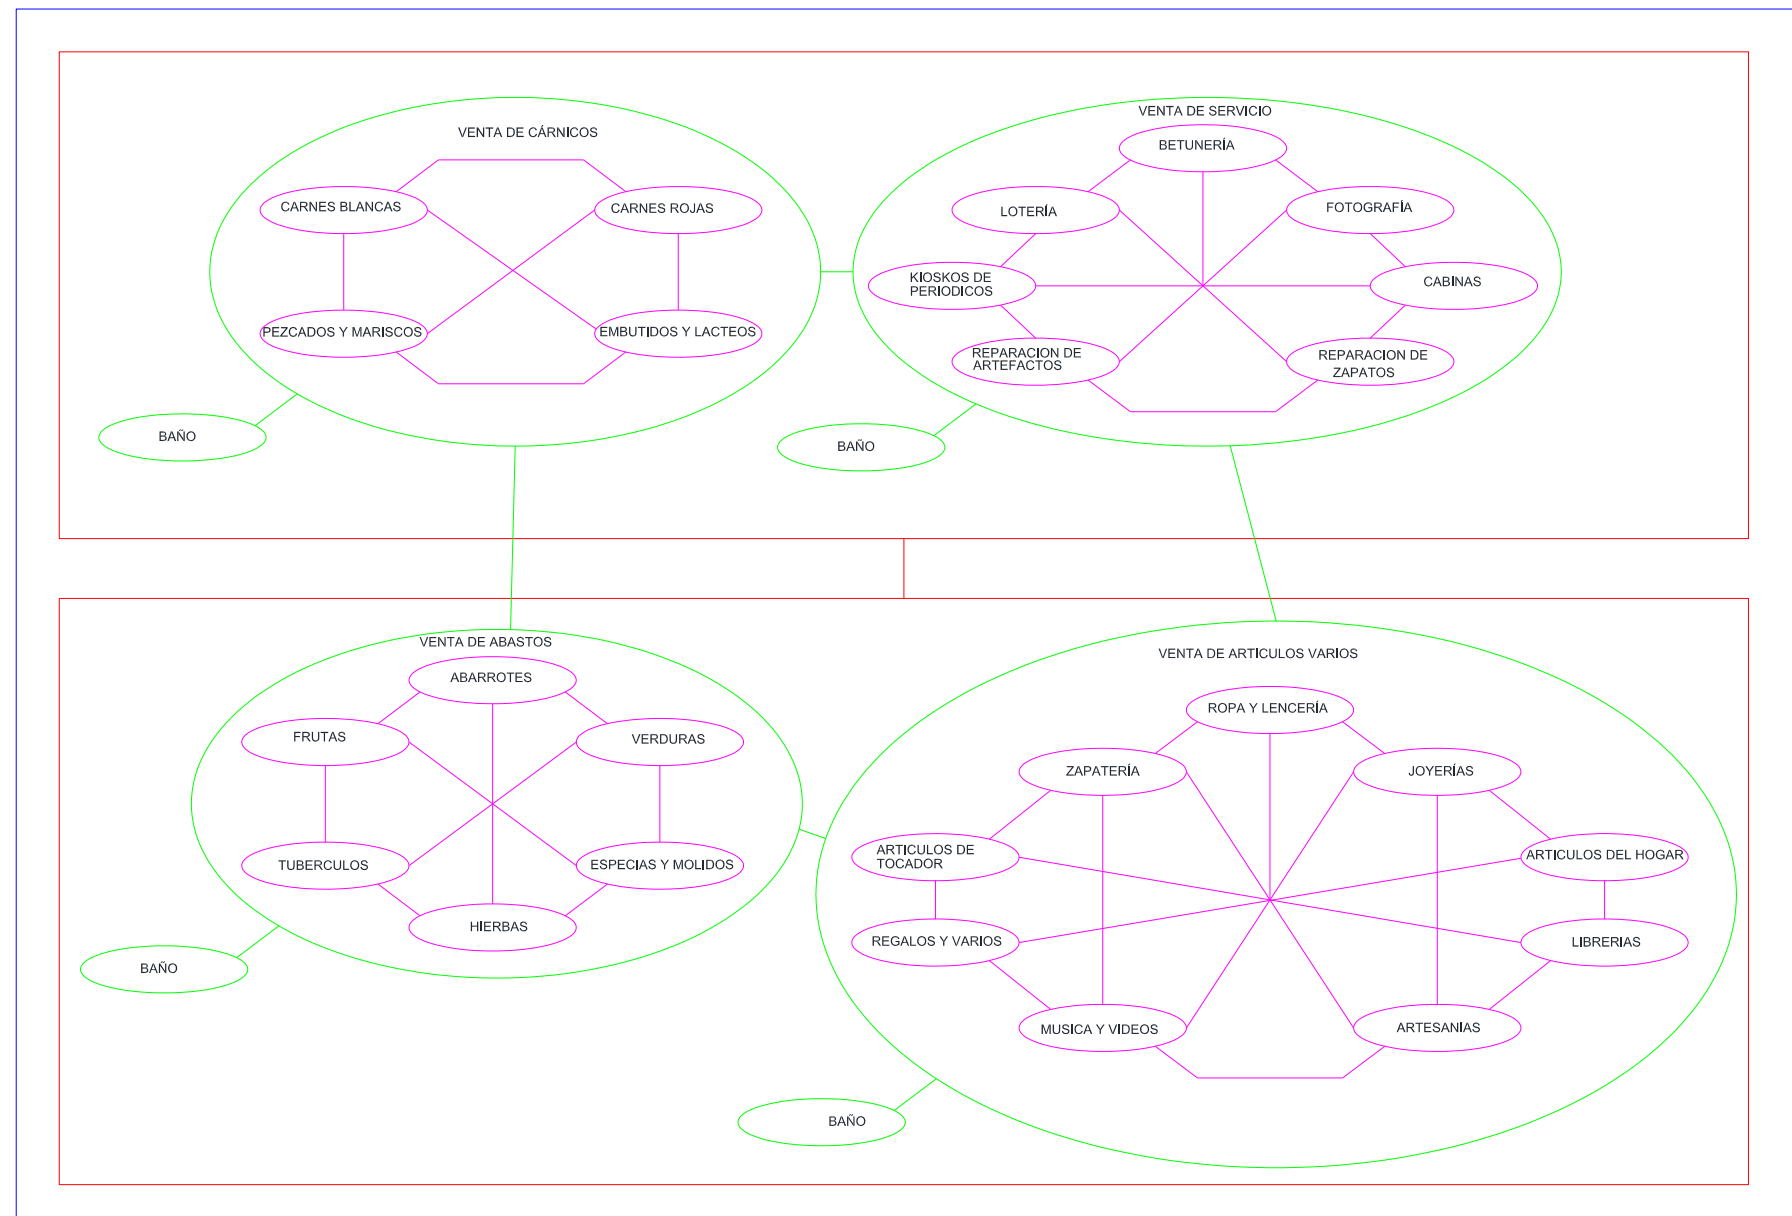 VENTA DE CÁRNICOS
CARNES BLANCAS
CARNES ROJAS
PEZCADOS Y MARISCOS
EMBUTIDOS Y LACTEOS
BAÑO
VENTA DE SERVICIO
BETUNERÍA
LOTERÍA
FOTOGRAFÍA
KIOSKOS DE
PERIODICOS
CABINAS
REPARACION DE
ARTEFACTOS
REPARACION DE
ZAPATOS
BAÑO
VENTA DE ABASTOS
ABARROTES
FRUTAS
VERDURAS
TUBERCULOS
ESPECIAS Y MOLIDOS
HIERBAS
BAÑO
VENTA DE ARTICULOS VARIOS
ROPA Y LENCERÍA
ZAPATERÍA
JOYERÍAS
ARTICULOS DE
TOCADOR
ARTICULOS DEL HOGAR
REGALOS Y VARIOS
LIBRERIAS
MUSICA Y VIDEOS
ARTESANÍAS
BAÑO